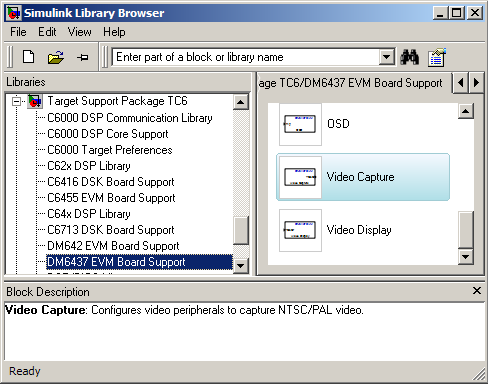 Simulink Library Browser
File Edit View Help
Enter part of a block or library name
Libraries
age TC6/DM6437 EVM Board Support
Target Support Package TC6
C6000 DSP Communication Library
C6000 DSP Core Support
C6000 Target Preferences
C62x DSP Library
C6416 DSK Board Support
C6455 EVM Board Support
C64x DSP Library
C6713 DSK Board Support
DM642 EVM Board Support
DM6437 EVM Board Support
OSD
Video Capture
Video Display
Block Description
Video Capture: Configures video peripherals to capture NTSC/PAL video.
Ready